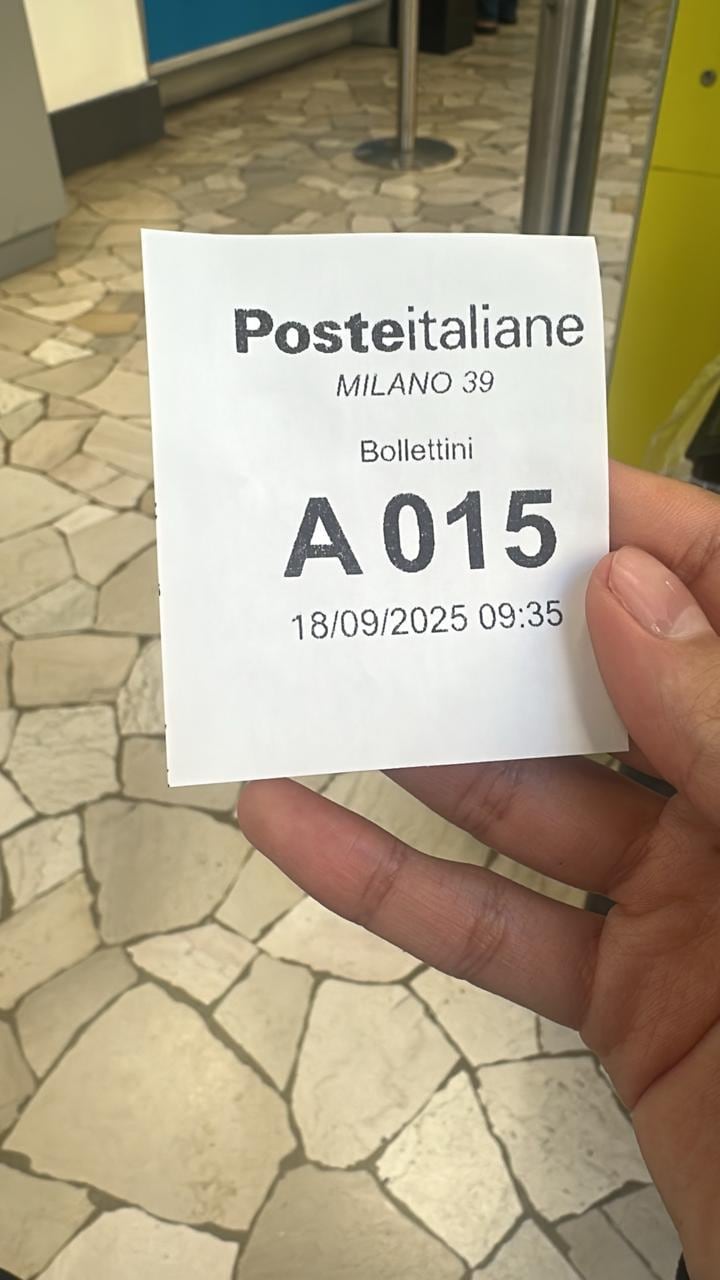 Posteitaliane
MILANO 39
Bollettini
A 015
18/09/2025 09:35